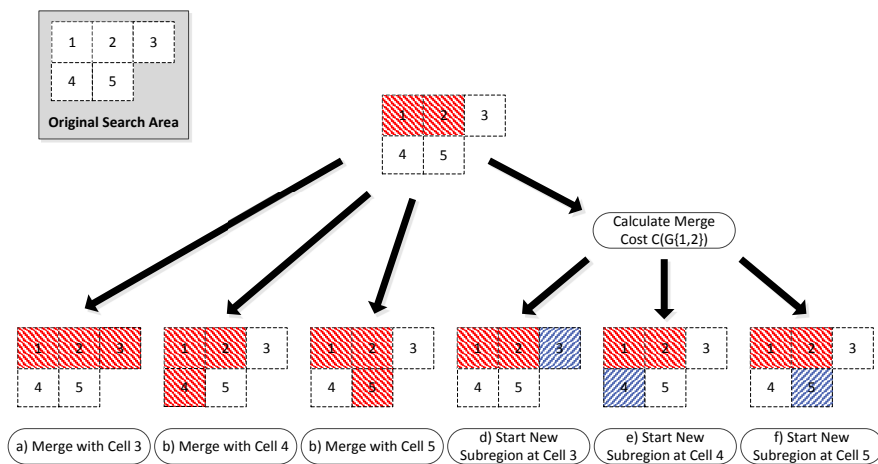 1 2 3
4 5
Original Search Area
1 2 3
4 5
Calculate Merge
Cost C(G{1,2})
1 2 3
4 5
a) Merge with Cell 3
1 2 3
4 5
b) Merge with Cell 4
1 2 3
4 5
b) Merge with Cell 5
1 2 3
4 5
d) Start New
Subregion at Cell 3
1 2 3
4 5
e) Start New
Subregion at Cell 4
1 2 3
4 5
f) Start New
Subregion at Cell 5